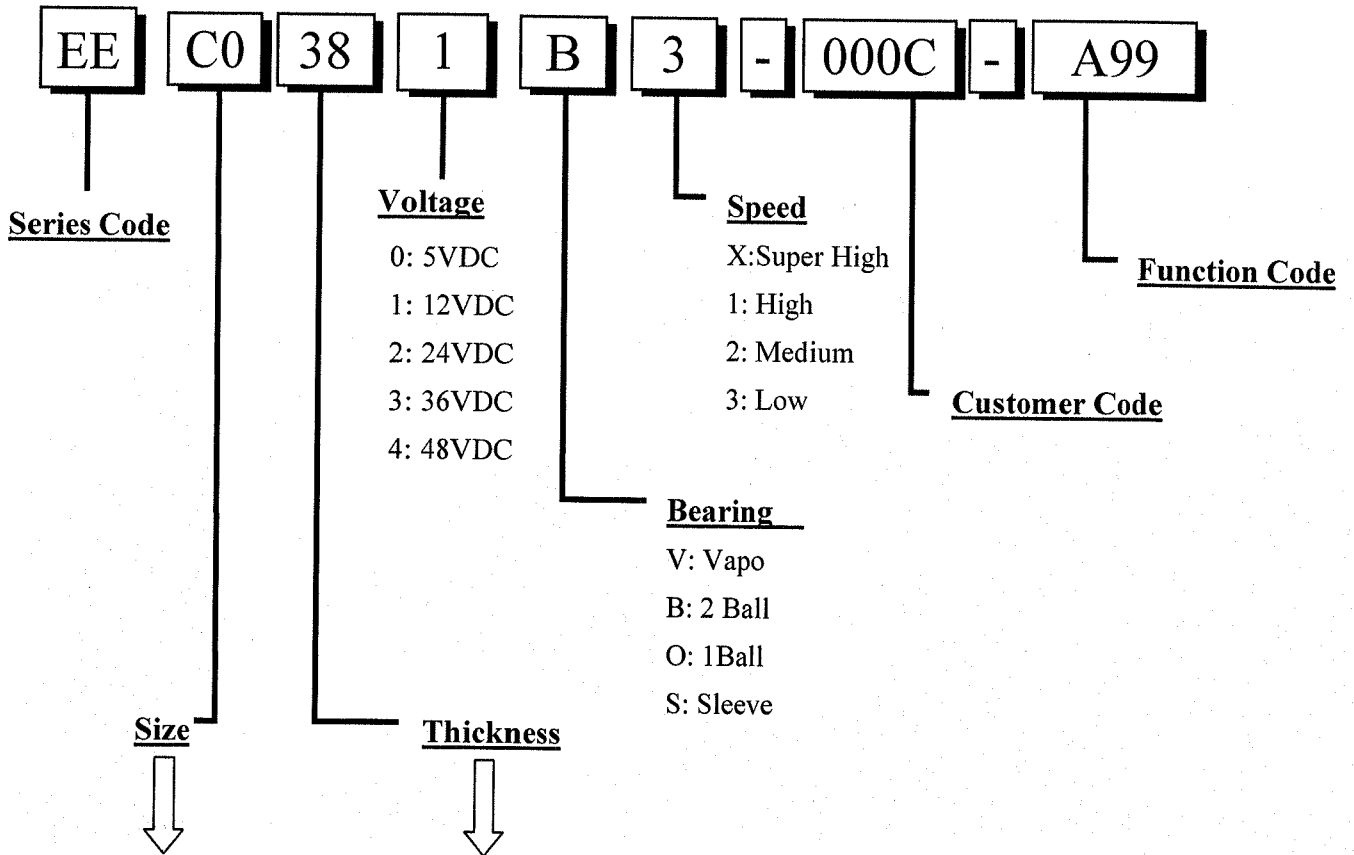 EE C0 38 1 B 3 - 000C - A99
Series Code
Voltage
0: 5VDC
1: 12VDC
2: 24VDC
3: 36VDC
4: 48VDC
Speed
X:Super High
1: High
2: Medium
3: Low
Function Code
Customer Code
Bearing
V: Vapo
B: 2 Ball
O: 1Ball
S: Sleeve
Size
Thickness